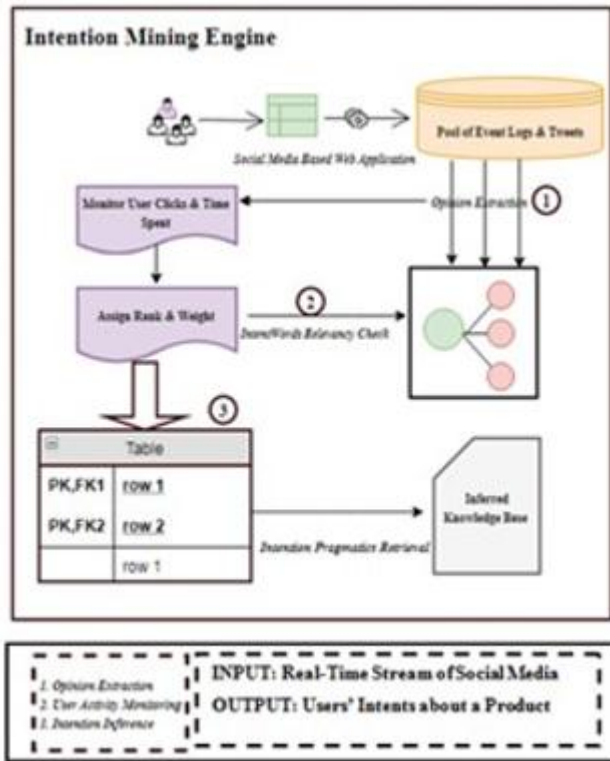 Intention Mining Engine
Pool of Event Logs & Tweets
Social Media Based Web Application
Monitor User Clicks & Time
Spent
Opinion Extraction
1
Assign Rank & Weight
2
IntentWords Relevancy Check
3
Table
PK,FK1 row 1
PK,FK2 row 2
row 1
Inferred
Knowledge Base
Intention Pragmatics Retrieval
1. Opinion Extraction
2. User Activity Monitoring
3. Intention Inference
INPUT: Real-Time Stream of Social Media
OUTPUT: Users' Intents about a Product